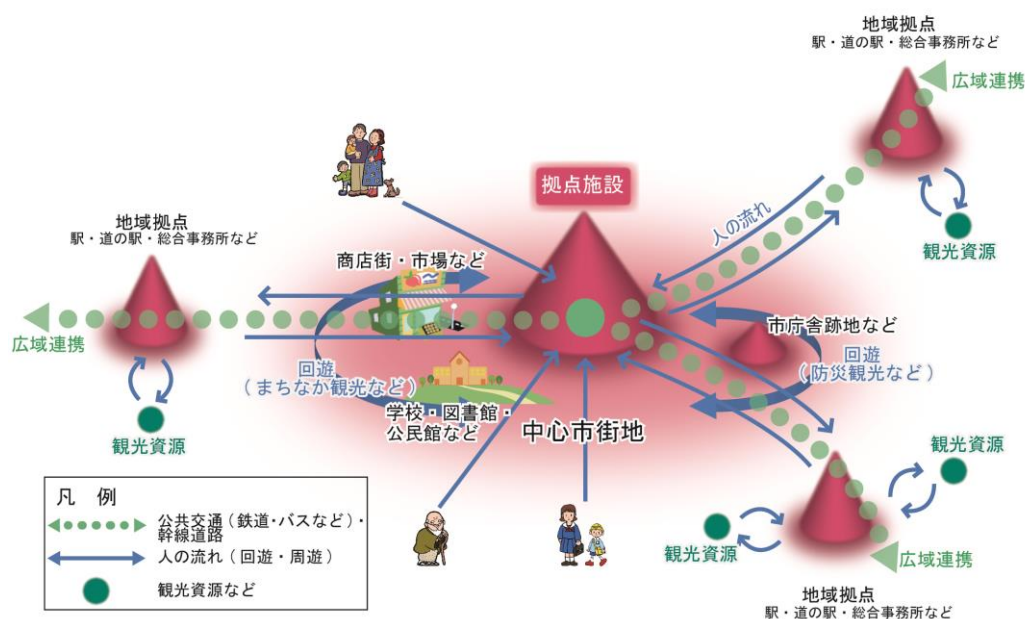 地域拠点
駅・道の駅・総合事務所など
広域連携
観光資源
拠点施設
人の流れ
地域拠点
駅・道の駅・総合事務所など
広域連携
観光資源
商店街・市場など
回遊
(まちなか観光など)
学校・図書館・
公民館など
中心市街地
市庁舎跡地など
回遊
(防災観光など)
観光資源
観光資源
広域連携
地域拠点
駅・道の駅・総合事務所など
凡 例
公共交通(鉄道・バスなど)・
幹線道路
人の流れ(回遊・周遊)
観光資源など